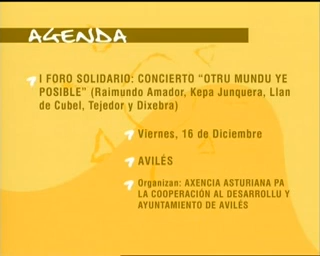 AGENDA
I FORO SOLIDARIO: CONCIERTO "OTRU MUNDU YE
POSIBLE" (Raimundo Amador, Kepa Junquera, Llan
de Cubel, Tejedor y Dixebra)
Viernes, 16 de Diciembre
AVILÉS
Organizan: AXENCIA ASTURIANA PA
LA COOPERACIÓN AL DESARROLLU Y
AYUNTAMIENTO DE AVILÉS